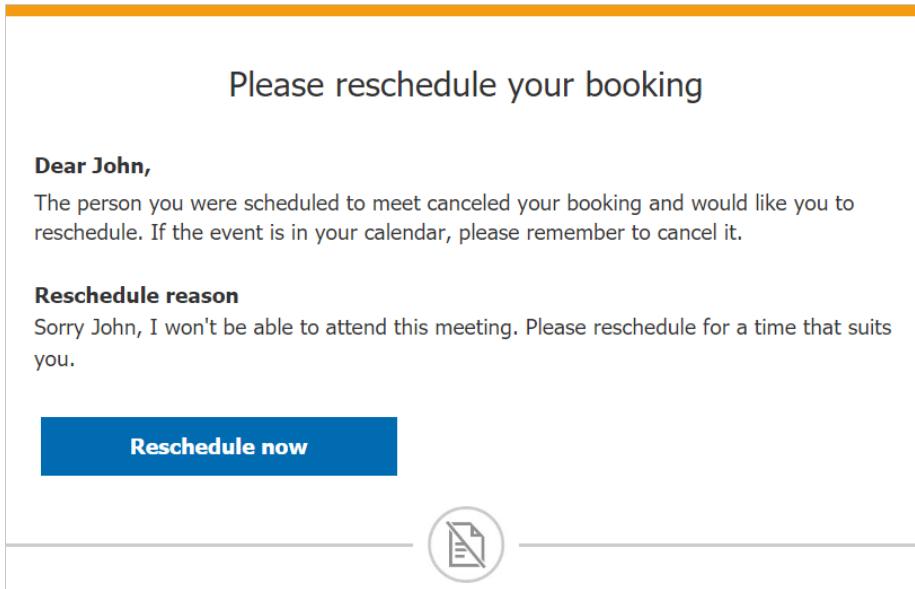 Please reschedule your booking
Dear John,
The person you were scheduled to meet canceled your booking and would like you to
reschedule. If the event is in your calendar, please remember to cancel it.
Reschedule reason
Sorry John, I won't be able to attend this meeting. Please reschedule for a time that suits
you.
Reschedule now